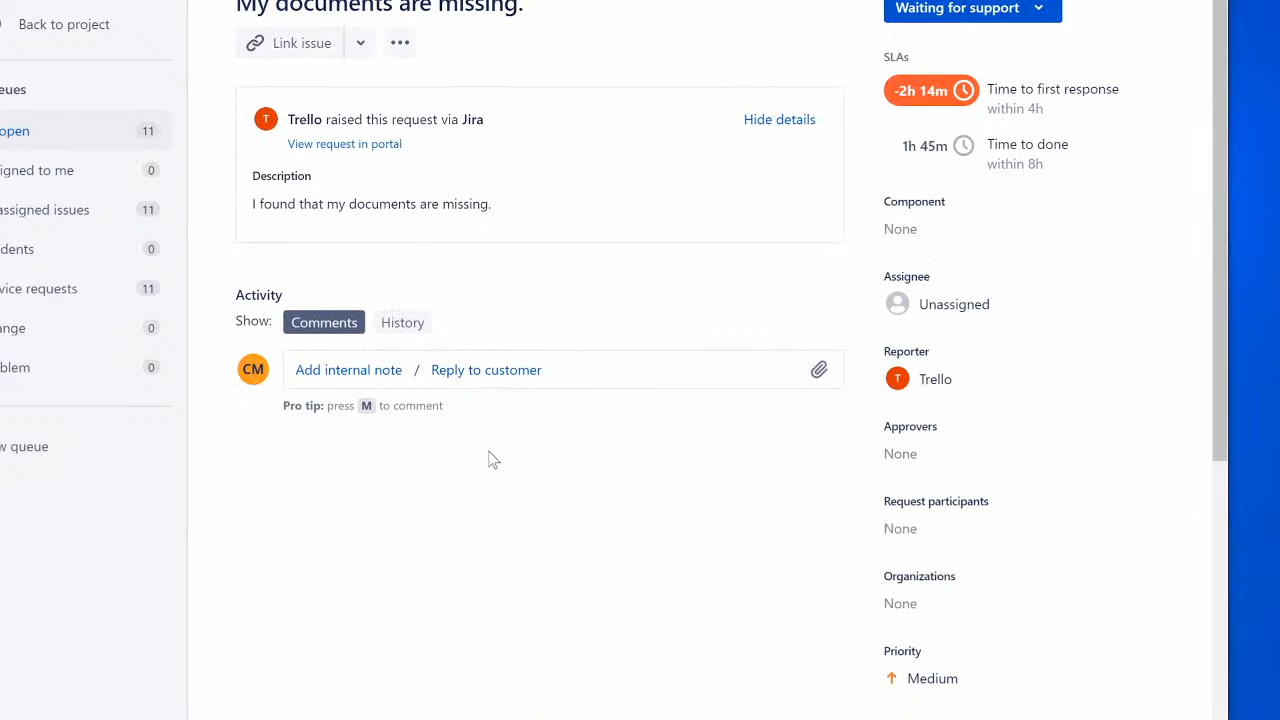 My documents are missing.
Back to project
Link issue
Waiting for support
SLAs
-2h 14m
Time to first response
within 4h
1h 45m
Time to done
within 8h
eues
open 11
igned to me 0
assigned issues 11
dents 0
vice requests 11
ange 0
blem 0
w queue
T
Trello raised this request via Jira
Hide details
View request in portal
Description
I found that my documents are missing.
Activity
Show: Comments History
CM
Add internal note / Reply to customer
Pro tip: press M to comment
Component
None
Assignee
Unassigned
Reporter
T Trello
Approvers
None
Request participants
None
Organizations
None
Priority
Medium